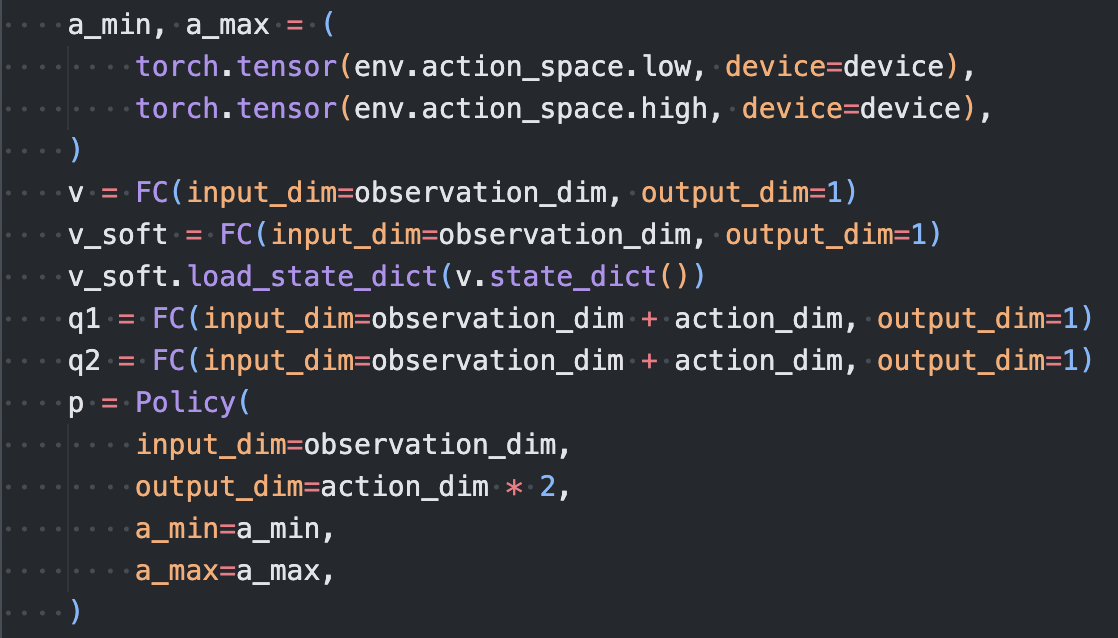 a_min, a_max = (
torch.tensor(env.action_space.low, device=device),
torch.tensor(env.action_space.high, device=device),
)
v = FC(input_dim=observation_dim, output_dim=1)
v_soft = FC(input_dim=observation_dim, output_dim=1)
v_soft.load_state_dict(v.state_dict())
q1 = FC(input_dim=observation_dim + action_dim, output_dim=1)
q2 = FC(input_dim=observation_dim + action_dim, output_dim=1)
p = Policy(
input_dim=observation_dim,
output_dim=action_dim * 2,
a_min=a_min,
a_max=a_max,
)